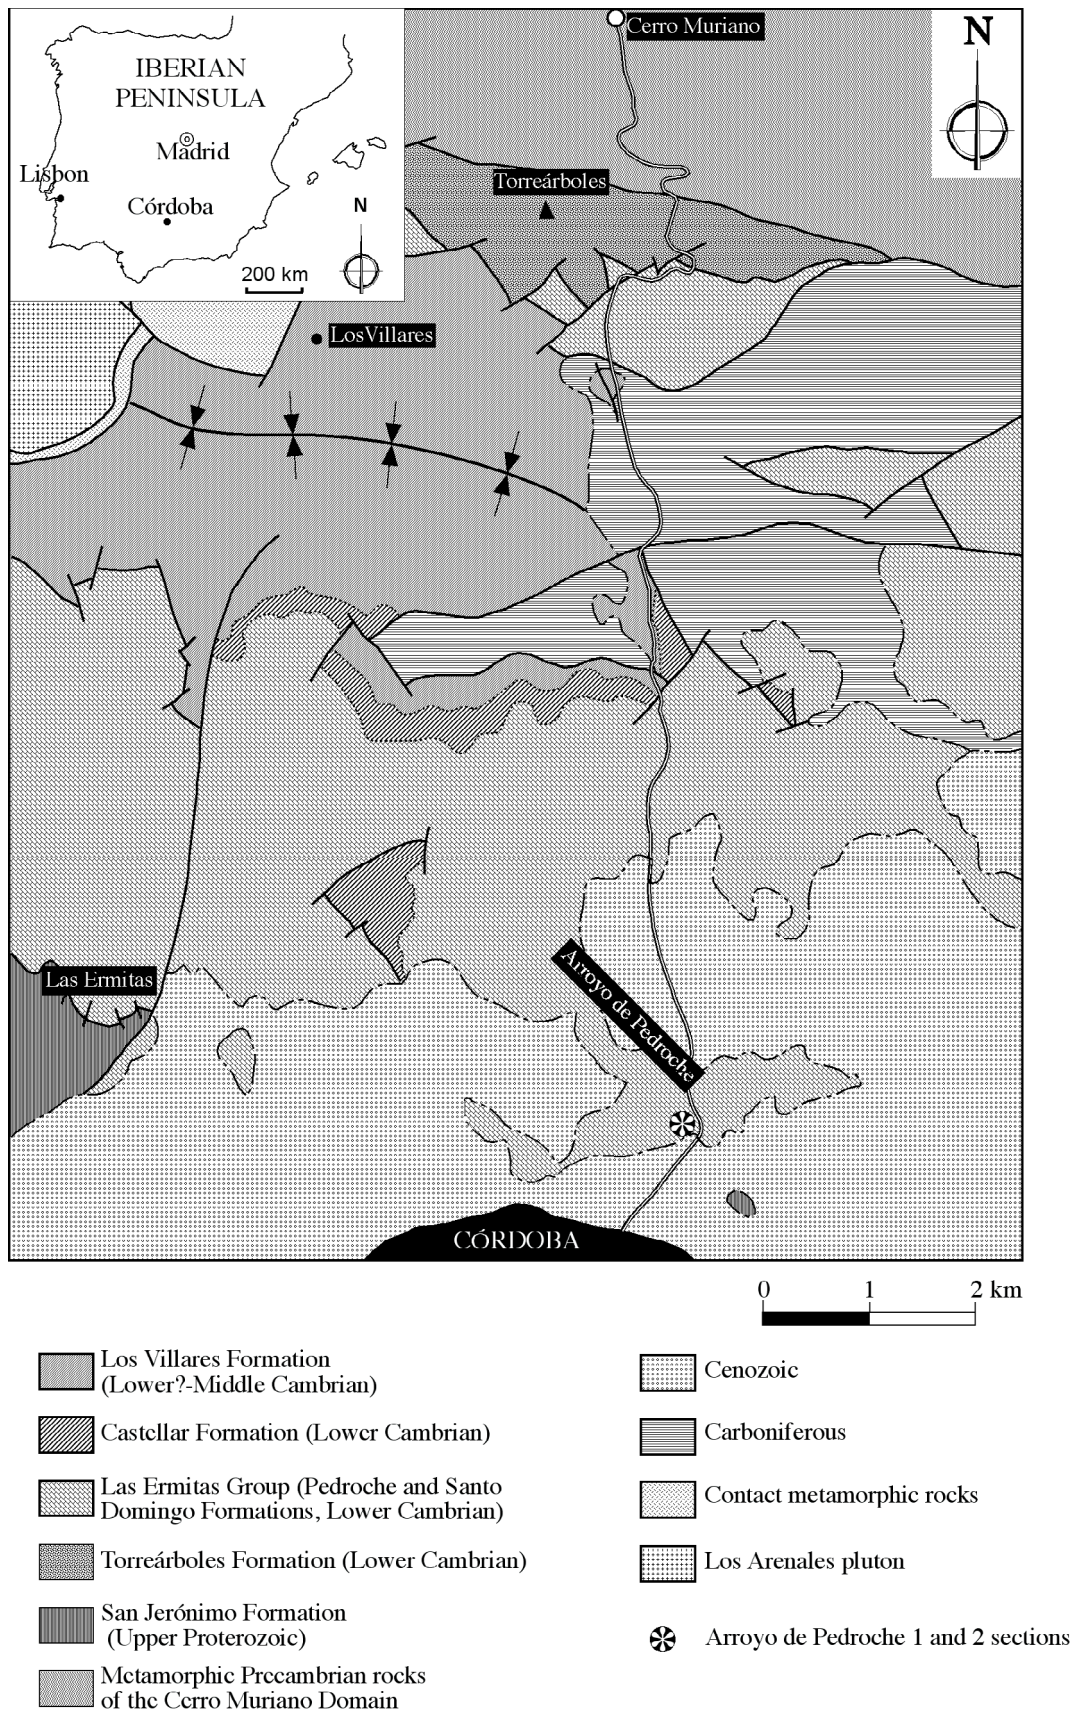 Cerro Muriano
N
IBERIAN
PENINSULA
Madrid
Lisbon
Córdoba
N
200 km
Torreárboles
Los Villares
Las Ermitas
Arroyo de Pedroche
CÓRDOBA
0 1 2 km
Los Villares Formation
(Lower?-Middle Cambrian)
Castellar Formation (Lower Cambrian)
Las Ermitas Group (Pedroche and Santo
Domingo Formations, Lower Cambrian)
Torreárboles Formation (Lower Cambrian)
San Jerónimo Formation
(Upper Proterozoic)
Metamorphic Precambrian rocks
of the Cerro Muriano Domain
Cenozoic
Carboniferous
Contact metamorphic rocks
Los Arenales pluton
Arroyo de Pedroche 1 and 2 sections